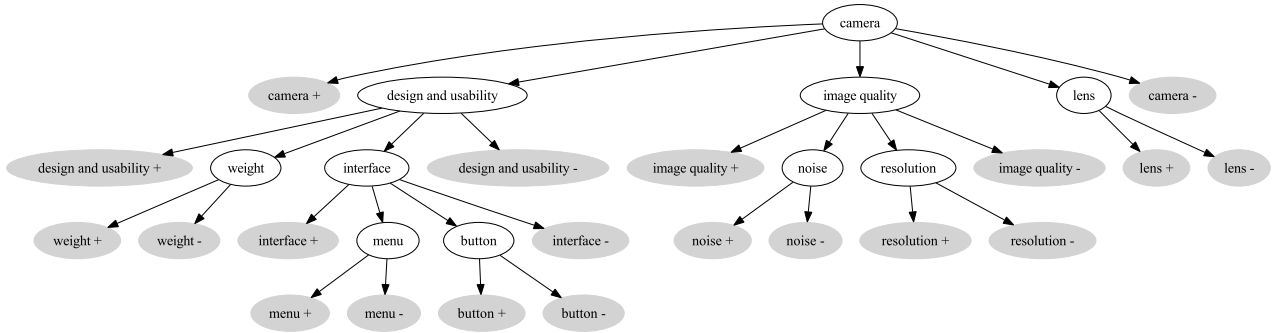 camera
camera +
design and usability
image quality
lens
camera -
design and usability +
weight
interface
design and usability -
image quality +
noise
resolution
image quality -
lens +
lens -
weight +
weight -
interface +
menu
button
interface -
noise +
noise -
resolution +
resolution -
menu +
menu -
button +
button -